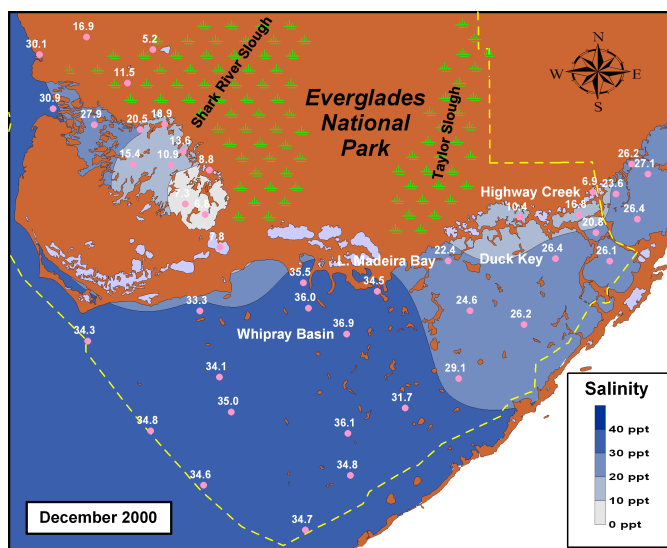 16.9
5.2
30.1
11.5
30.9
27.9
20.5
18.9
13.6
15.4
10.9
8.8
7.8
Shark River Slough
Everglades
National
Park
Taylor Slough
N
W E
S
26.2
27.1
Highway Creek
6.9
23.6
10.4
16.8
26.4
20.8
22.4
L. Madeira Bay
Duck Key
26.4
26.1
35.5
34.5
33.3
36.0
24.6
26.2
34.3
Whipray Basin
36.9
34.1
29.1
35.0
31.7
34.8
36.1
34.8
34.6
34.7
December 2000
Salinity
40 ppt
30 ppt
20 ppt
10 ppt
0 ppt